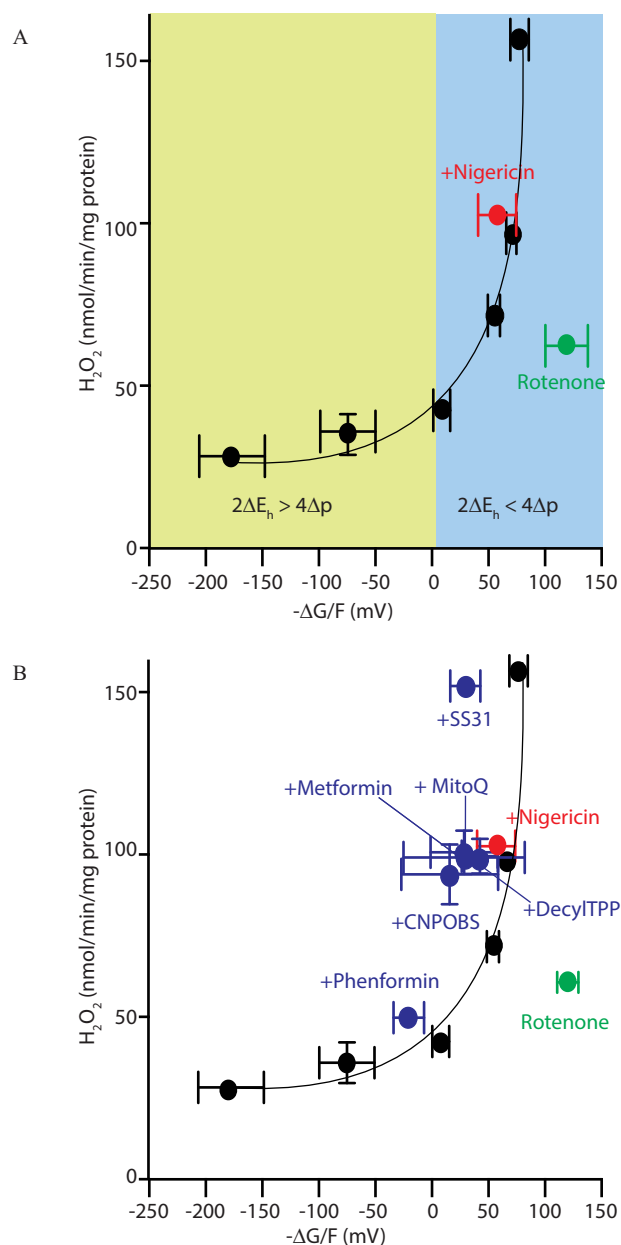 A
H₂O₂ (nmol/min/mg protein)
150
100
50
0
+Nigericin
Rotenone
2ΔEₕ > 4Δp
2ΔEₕ < 4Δp
-250 -200 -150 -100 -50 0 50 100 150
-ΔG/F (mV)
B
H₂O₂ (nmol/min/mg protein)
150
100
50
0
+SS31
+Metformin
+ MitoQ
+Nigericin
+DecylTPP
+CNPOBS
+Phenformin
Rotenone
-250 -200 -150 -100 -50 0 50 100 150
-ΔG/F (mV)